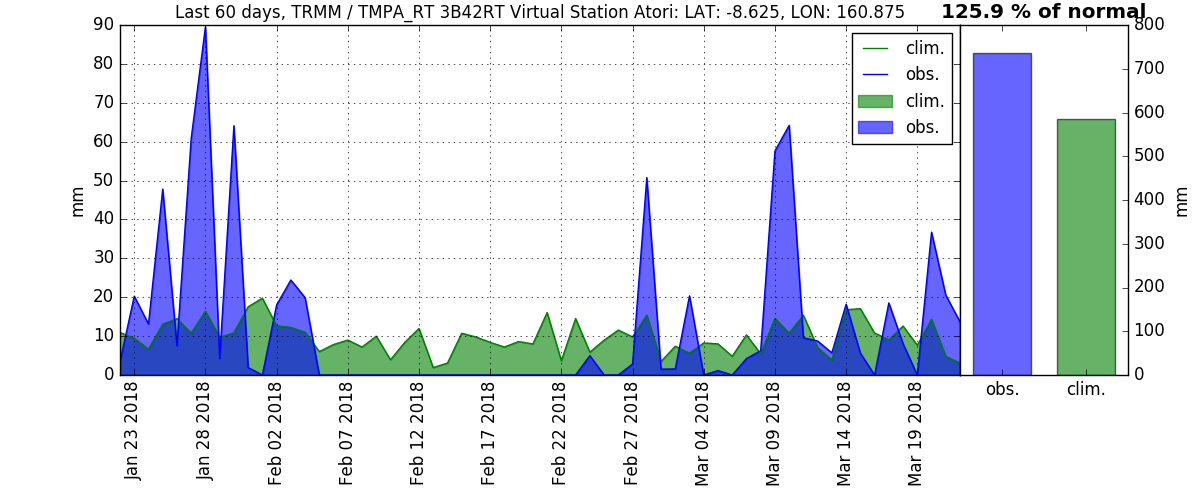 Last 60 days, TRMM / TMPA_RT 3B42RT Virtual Station Atori: LAT: -8.625, LON: 160.875
125.9 % of normal
90
80
70
60
50
40
30
20
10
0
mm
clim.
obs.
clim.
obs.
Jan 23 2018
Jan 28 2018
Feb 02 2018
Feb 07 2018
Feb 12 2018
Feb 17 2018
Feb 22 2018
Feb 27 2018
Mar 04 2018
Mar 09 2018
Mar 14 2018
Mar 19 2018
800
700
600
500
400
300
200
100
0
mm
obs.
clim.